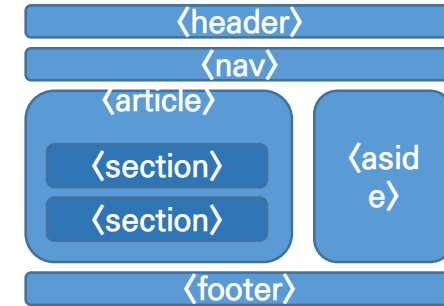 〈header〉
〈nav〉
〈article〉
〈section〉
〈section〉
〈asid
e〉
〈footer〉